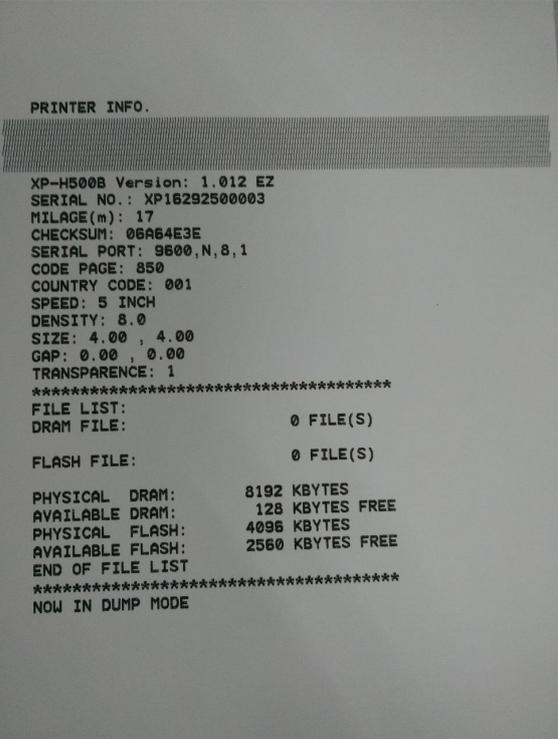 PRINTER INFO.
XP-H500B Version: 1.012 EZ
SERIAL NO.: XP16292500003
MILAGE(m): 17
CHECKSUM: 06A64E3E
SERIAL PORT: 9600,N,8,1
CODE PAGE: 850
COUNTRY CODE: 001
SPEED: 5 INCH
DENSITY: 8.0
SIZE: 4.00 , 4.00
GAP: 0.00 , 0.00
TRANSPARENCE: 1
**************************************
FILE LIST:
DRAM FILE: 0 FILE(S)
FLASH FILE: 0 FILE(S)
PHYSICAL DRAM: 8192 KBYTES
AVAILABLE DRAM: 128 KBYTES FREE
PHYSICAL FLASH: 4096 KBYTES
AVAILABLE FLASH: 2560 KBYTES FREE
END OF FILE LIST
**************************************
NOW IN DUMP MODE